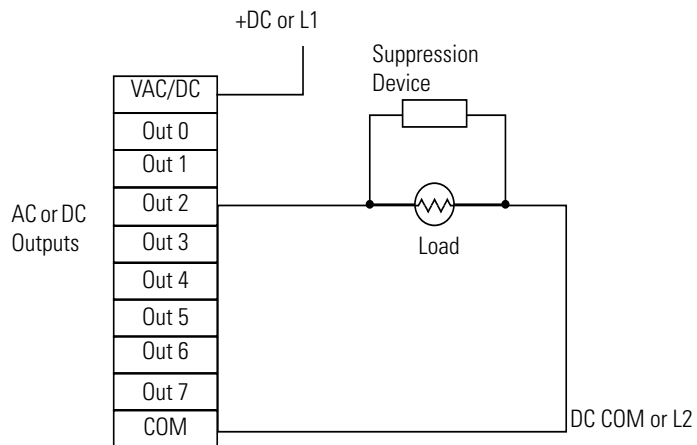 +DC or L1
Suppression
Device
VAC/DC
Out 0
Out 1
Out 2
Out 3
Out 4
Out 5
Out 6
Out 7
COM
AC or DC
Outputs
Load
DC COM or L2